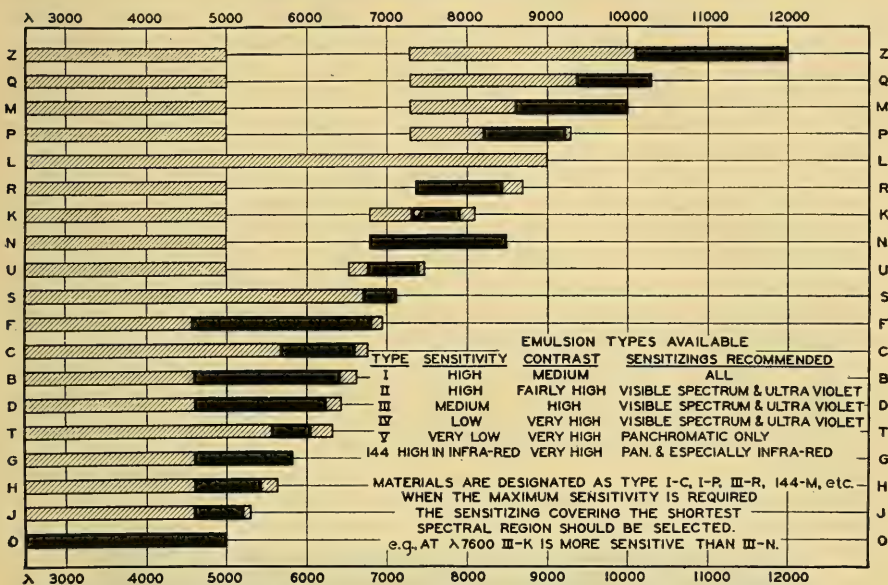 λ 3000 4000 5000 6000 7000 8000 9000 10000 11000 12000
Z Z
Q Q
M M
P P
L L
R R
K K
N N
U U
S S
F F
C C
B B
D D
T T
G G
H H
J J
O O
EMULSION TYPES AVAILABLE
TYPE SENSITIVITY CONTRAST SENSITIZINGS RECOMMENDED
I HIGH MEDIUM ALL
II HIGH FAIRLY HIGH VISIBLE SPECTRUM & ULTRA VIOLET
III MEDIUM HIGH VISIBLE SPECTRUM & ULTRA VIOLET
IV LOW VERY HIGH VISIBLE SPECTRUM & ULTRA VIOLET
V VERY LOW VERY HIGH PANCHROMATIC ONLY
144 HIGH IN INFRA-RED VERY HIGH PAN. & ESPECIALLY INFRA-RED
MATERIALS ARE DESIGNATED AS TYPE I-C, I-P, III-R, 144-M, etc.
WHEN THE MAXIMUM SENSITIVITY IS REQUIRED
THE SENSITIZING COVERING THE SHORTEST
SPECTRAL REGION SHOULD BE SELECTED.
e.g., AT λ7600 III-K IS MORE SENSITIVE THAN III-N.
λ 3000 4000 5000 6000 7000 8000 9000 10000 11000 12000